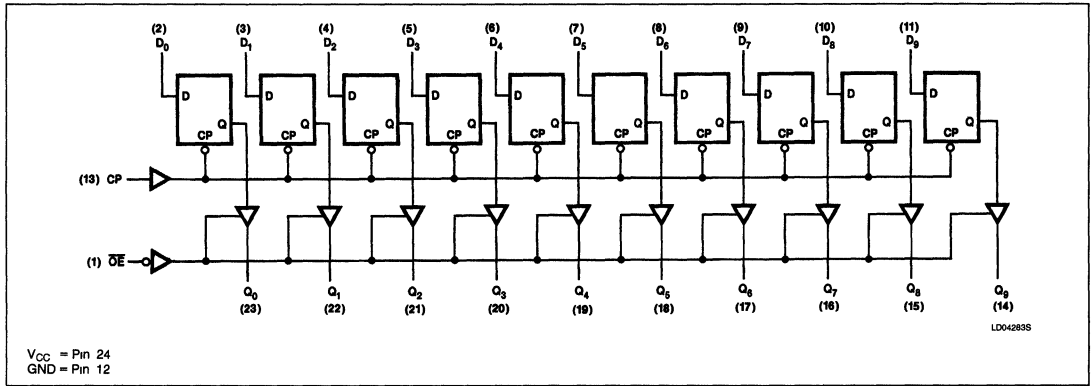 (2) (3) (4) (5) (6) (7) (8) (9) (10) (11)
D0 D1 D2 D3 D4 D5 D6 D7 D8 D9
D D D D D D D D D
Q Q Q Q Q Q Q Q Q
CP CP CP CP CP CP CP CP CP
(13) CP
(1) OE
Q0 Q1 Q2 Q3 Q4 Q5 Q6 Q7 Q8 Q9
(23) (22) (21) (20) (19) (18) (17) (16) (15) (14)
LD04283S
VCC = Pin 24
GND = Pin 12